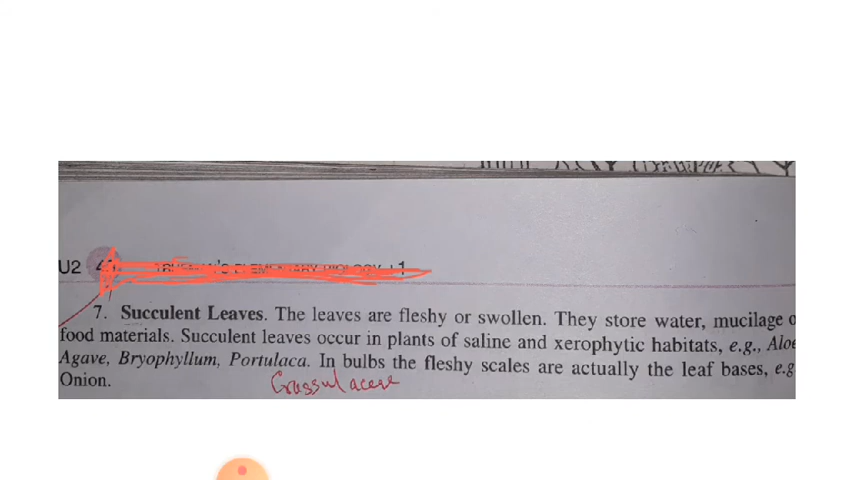 U2
7. Succulent Leaves. The leaves are fleshy or swollen. They store water, mucilage o
food materials. Succulent leaves occur in plants of saline and xerophytic habitats, e.g., Aloe
Agave, Bryophyllum, Portulaca. In bulbs the fleshy scales are actually the leaf bases, e.g
Onion.
Crassulaceae